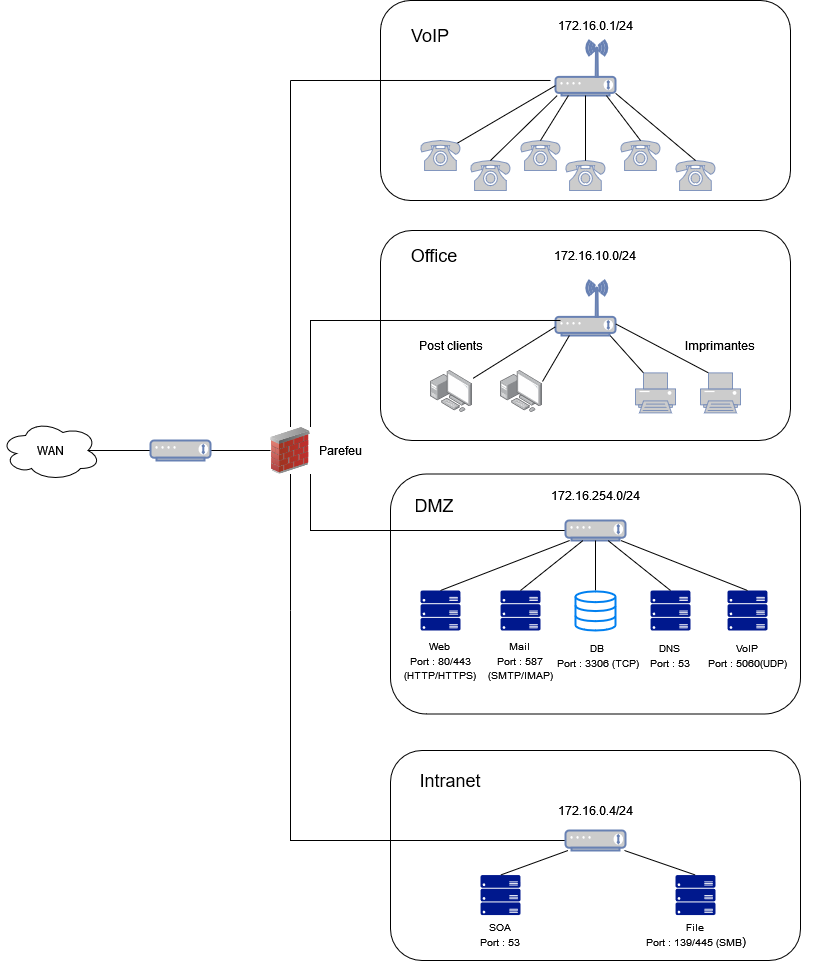 VoIP
172.16.0.1/24
Office
172.16.10.0/24
Post clients
Imprimantes
WAN
Parefeu
DMZ
172.16.254.0/24
Web
Port : 80/443
(HTTP/HTTPS)
Mail
Port : 587
(SMTP/IMAP)
DB
Port : 3306 (TCP)
DNS
Port : 53
VoIP
Port : 5060(UDP)
Intranet
172.16.0.4/24
SOA
Port : 53
File
Port : 139/445 (SMB)